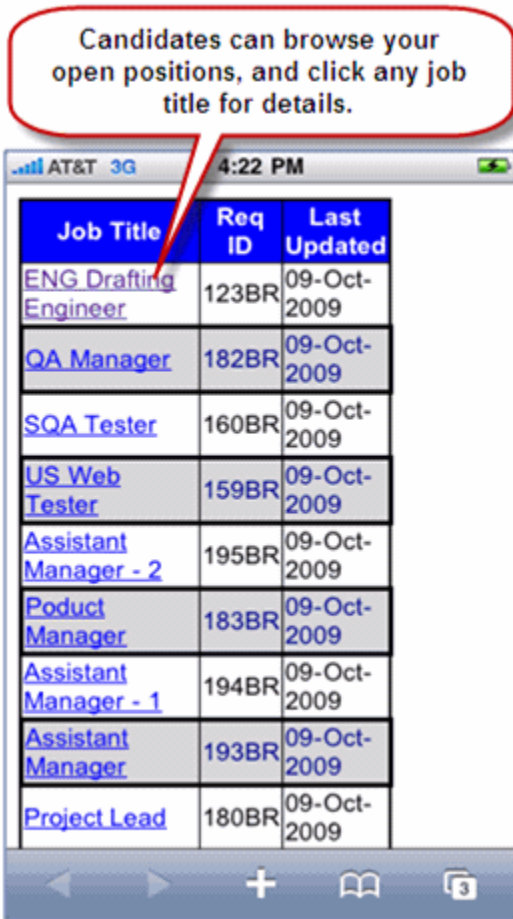 Candidates can browse your
open positions, and click any job
title for details.
AT&T 3G 4:22 PM
Job Title Req ID Last Updated
ENG Drafting Engineer 123BR 09-Oct-2009
QA Manager 182BR 09-Oct-2009
SQA Tester 160BR 09-Oct-2009
US Web Tester 159BR 09-Oct-2009
Assistant Manager - 2 195BR 09-Oct-2009
Poduct Manager 183BR 09-Oct-2009
Assistant Manager - 1 194BR 09-Oct-2009
Assistant Manager 193BR 09-Oct-2009
Project Lead 180BR 09-Oct-2009
3